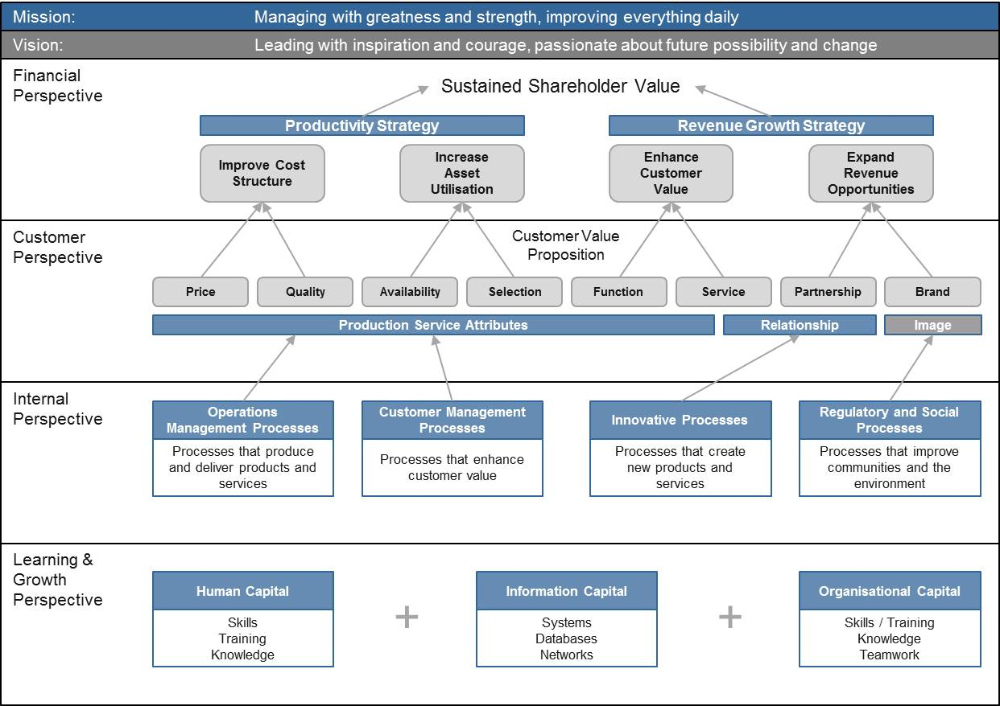 Mission: Managing with greatness and strength, improving everything daily
Vision: Leading with inspiration and courage, passionate about future possibility and change
Financial
Perspective
Sustained Shareholder Value
Productivity Strategy
Revenue Growth Strategy
Improve Cost
Structure
Increase
Asset
Utilisation
Enhance
Customer
Value
Expand
Revenue
Opportunities
Customer
Perspective
Customer Value
Proposition
Price
Quality
Availability
Selection
Function
Service
Partnership
Brand
Production Service Attributes
Relationship
Image
Internal
Perspective
Operations
Management Processes
Processes that produce
and deliver products and
services
Customer Management
Processes
Processes that enhance
customer value
Innovative Processes
Processes that create
new products and
services
Regulatory and Social
Processes
Processes that improve
communities and the
environment
Learning &
Growth
Perspective
Human Capital
Skills
Training
Knowledge
+
Information Capital
Systems
Databases
Networks
+
Organisational Capital
Skills / Training
Knowledge
Teamwork